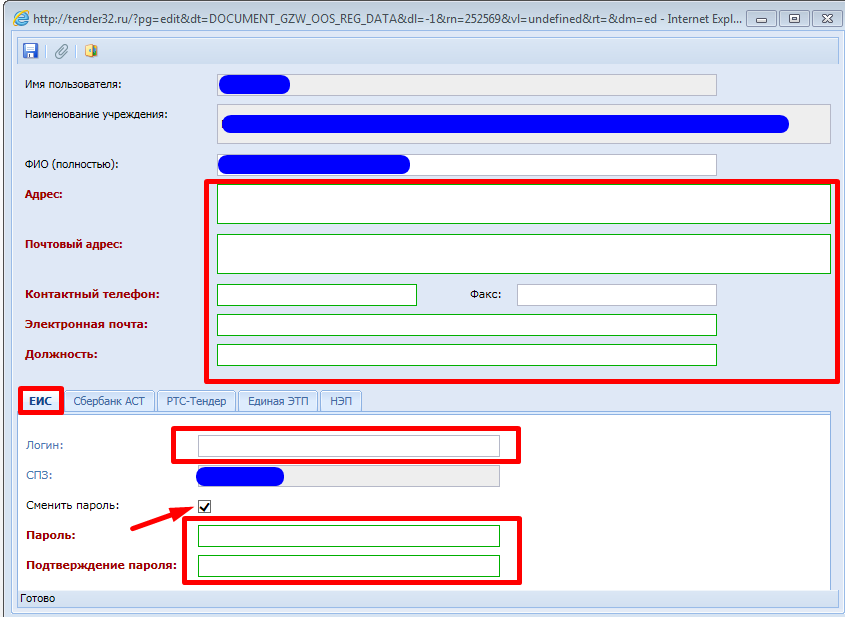 http://tender32.ru/?pg=edit&dt=DOCUMENT_GZW_OOS_REG_DATA&dl=-1&rn=252569&vl=undefined&rt=&dm=ed - Internet Expl...
Имя пользователя:
Наименование учреждения:
ФИО (полностью):
Адрес:
Почтовый адрес:
Контактный телефон: Факс:
Электронная почта:
Должность:
ЕИС Сбербанк АСТ РТС-Тендер Единая ЭТП НЭП
Логин:
СПЗ:
Сменить пароль:
Пароль:
Подтверждение пароля:
Готово